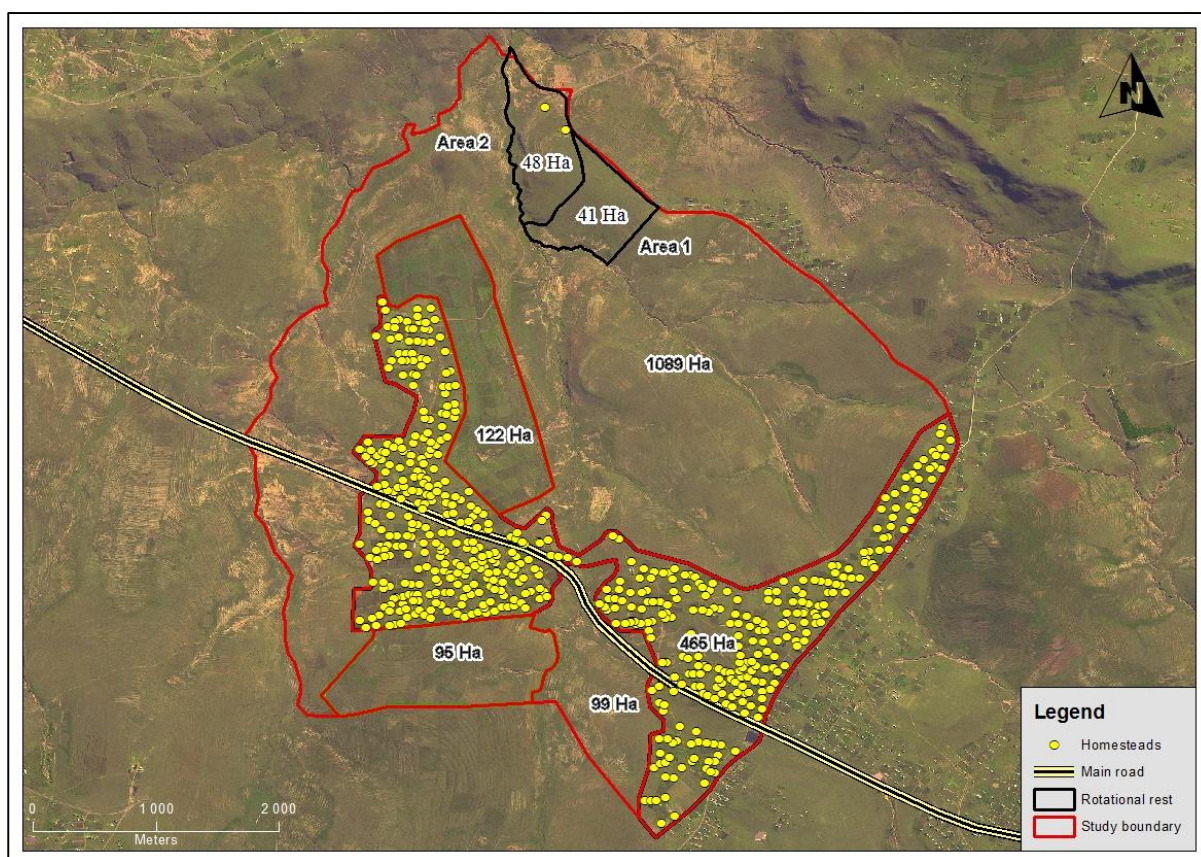 N
Area 2
48 Ha
41 Ha
Area 1
1089 Ha
122 Ha
95 Ha
465 Ha
99 Ha
Legend
Homesteads
Main road
Rotational rest
Study boundary
0 1 000 2 000
Meters